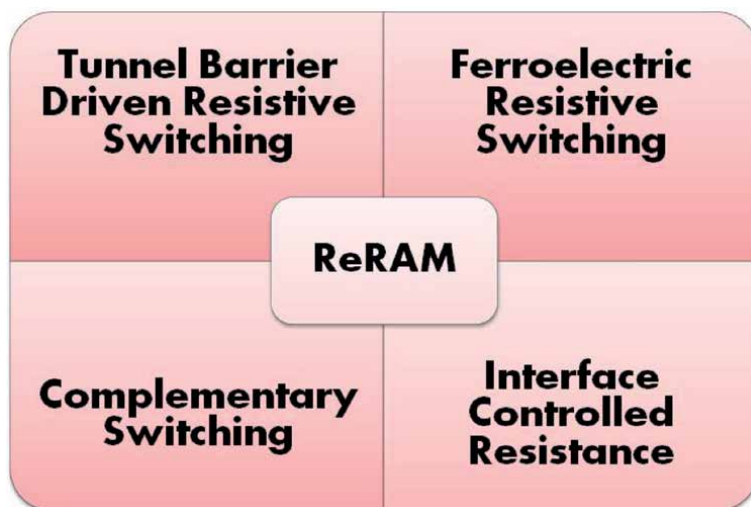 Tunnel Barrier
Driven Resistive
Switching
Ferroelectric
Resistive
Switching
ReRAM
Complementary
Switching
Interface
Controlled
Resistance